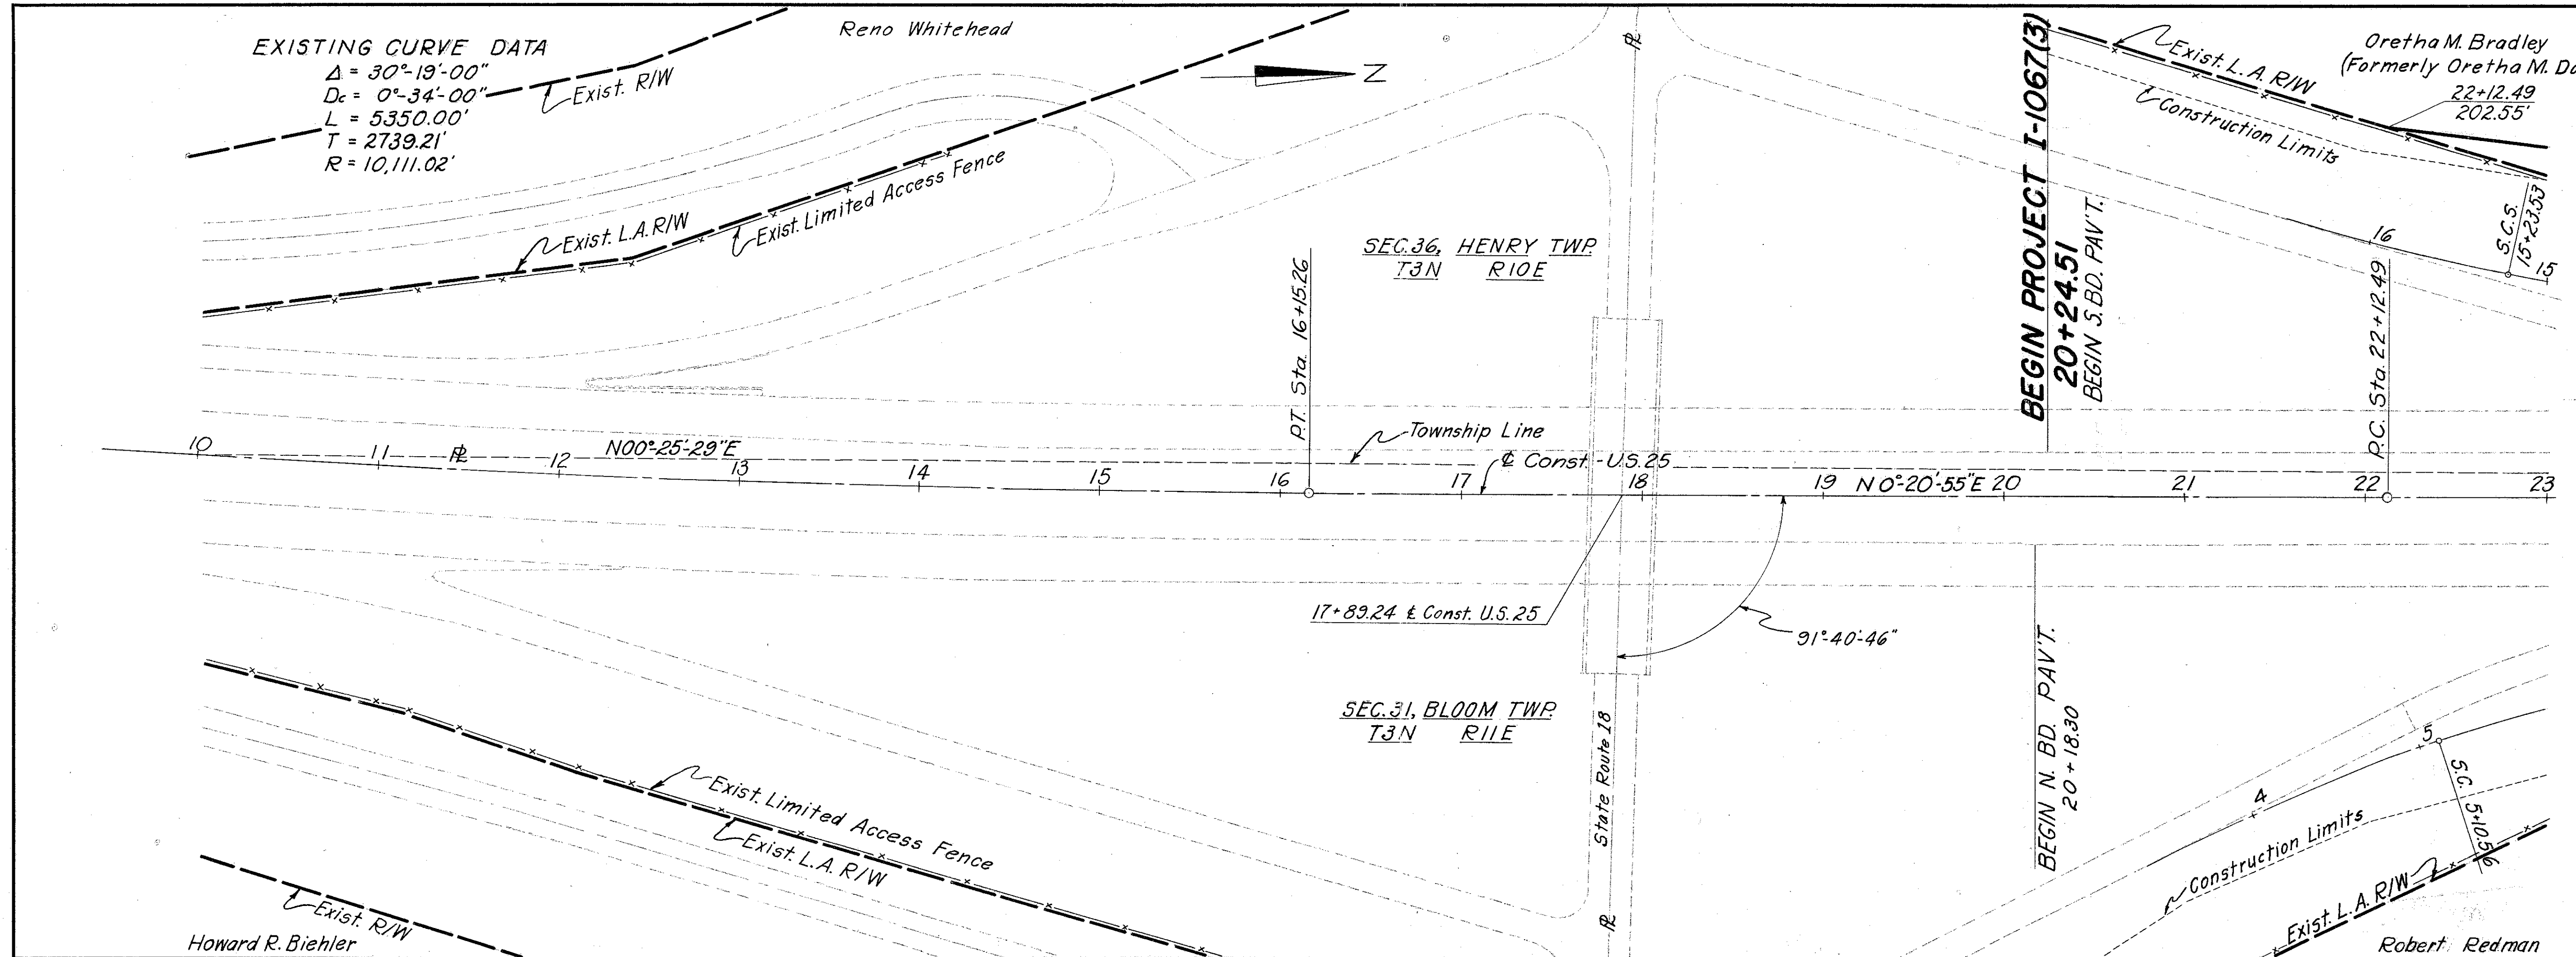 EXISTING CURVE DATA
Δ = 30°-19'-00"
Dc = 0°-34'-00"
L = 5350.00'
T = 2739.21'
R = 10,111.02'
Exist. R/W
Reno Whitehead
Z
Exist. L.A. R/W
Exist. Limited Access Fence
SEC. 36, HENRY TWP.
T3N R10E
P.T. Sta. 16+15.26
BEGIN PROJECT I-1067(3)
20+24.51
BEGIN S. BD. PAV'T.
Exist. L.A. R/W
Construction Limits
Oretha M. Bradley
(Formerly Oretha M. Da
22+12.49
202.55'
S.C.S.
15+23.53
16
15
P.C. Sta. 22+12.49
Township Line
₵ Const. - U.S. 25
10 11 12 13 14 15 16 17 18 19 20 21 22 23
N00°-25'-29"E
N 0°-20'-55"E
17+89.24 ₵ Const. U.S. 25
91°-40'-46"
SEC. 31, BLOOM TWP.
T3N R11E
State Route 18
BEGIN N. BD. PAV'T.
20+18.30
Exist. Limited Access Fence
Exist. L.A. R/W
Exist. R/W
Howard R. Biehler
4
5
S.C. 5+10.56
Construction Limits
Exist. L.A. R/W
Robert Redman